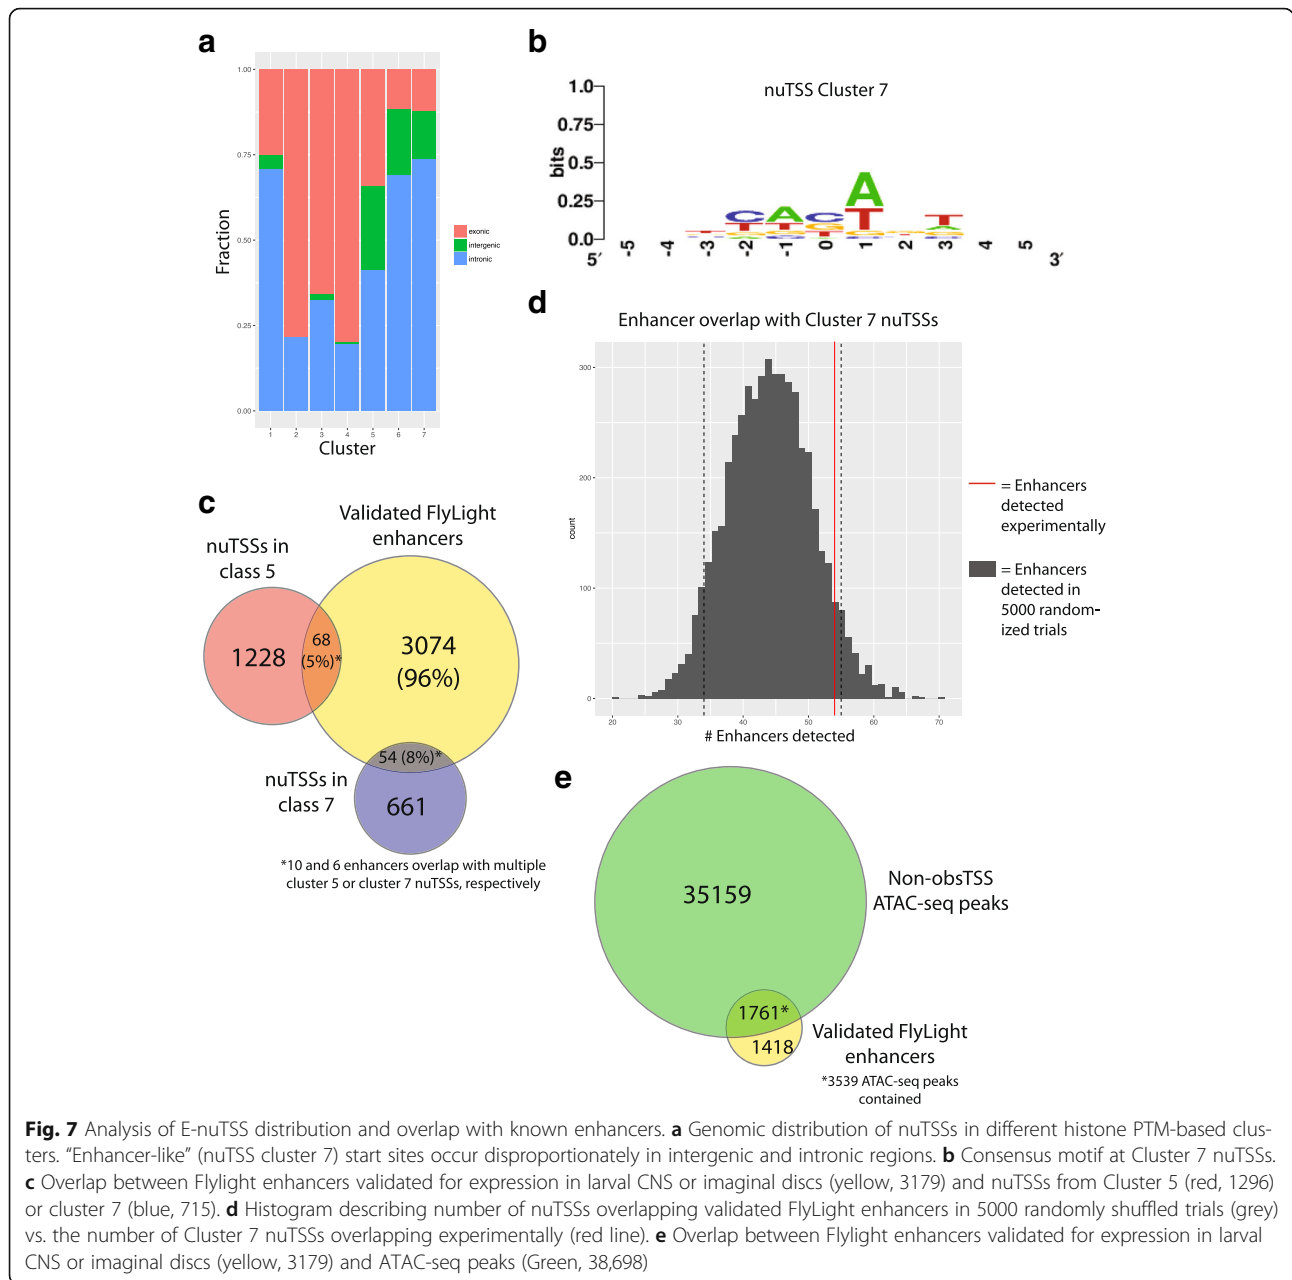 a
1.00
0.75
0.50
0.25
0.00
Fraction
1
2
3
4
5
6
7
Cluster
exonic
intergenic
intronic
b
nuTSS Cluster 7
1.0
0.75
0.5
0.25
0.0
bits
5′
-5
-4
-3
-2
-1
0
1
2
3
4
5
3′
C
A
C
A
T
T
G
T
T
A
c
Validated FlyLight
enhancers
nuTSSs in
class 5
1228
68
(5%)*
3074
(96%)
54 (8%)*
nuTSSs in
class 7
661
*10 and 6 enhancers overlap with multiple
cluster 5 or cluster 7 nuTSSs, respectively
d
Enhancer overlap with Cluster 7 nuTSSs
300
200
100
0
count
20
30
40
50
60
70
# Enhancers detected
= Enhancers
detected
experimentally
= Enhancers
detected in
5000 random-
ized trials
e
35159
Non-obsTSS
ATAC-seq peaks
1761*
1418
Validated FlyLight
enhancers
*3539 ATAC-seq peaks
contained
Fig. 7 Analysis of E-nuTSS distribution and overlap with known enhancers. a Genomic distribution of nuTSSs in different histone PTM-based clus-
ters. “Enhancer-like” (nuTSS cluster 7) start sites occur disproportionately in intergenic and intronic regions. b Consensus motif at Cluster 7 nuTSSs.
c Overlap between Flylight enhancers validated for expression in larval CNS or imaginal discs (yellow, 3179) and nuTSSs from Cluster 5 (red, 1296)
or cluster 7 (blue, 715). d Histogram describing number of nuTSSs overlapping validated FlyLight enhancers in 5000 randomly shuffled trials (grey)
vs. the number of Cluster 7 nuTSSs overlapping experimentally (red line). e Overlap between Flylight enhancers validated for expression in larval
CNS or imaginal discs (yellow, 3179) and ATAC-seq peaks (Green, 38,698)